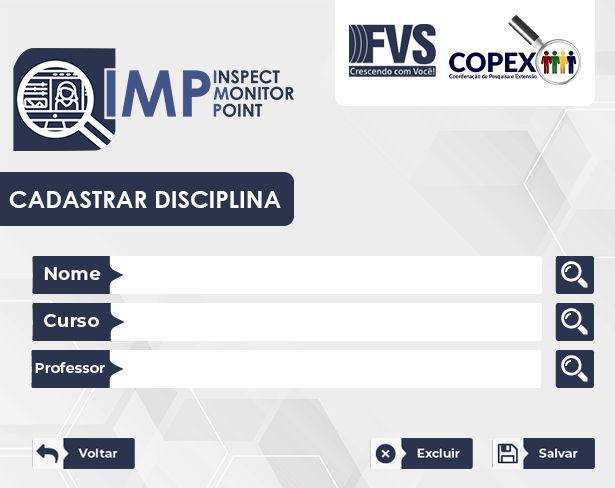 IMP
INSPECT
MONITOR
POINT
FVS
Crescendo com Você!
COPEX
Coordenação de Pesquisa e Extensão
CADASTRAR DISCIPLINA
Nome
Curso
Professor
Voltar
Excluir
Salvar